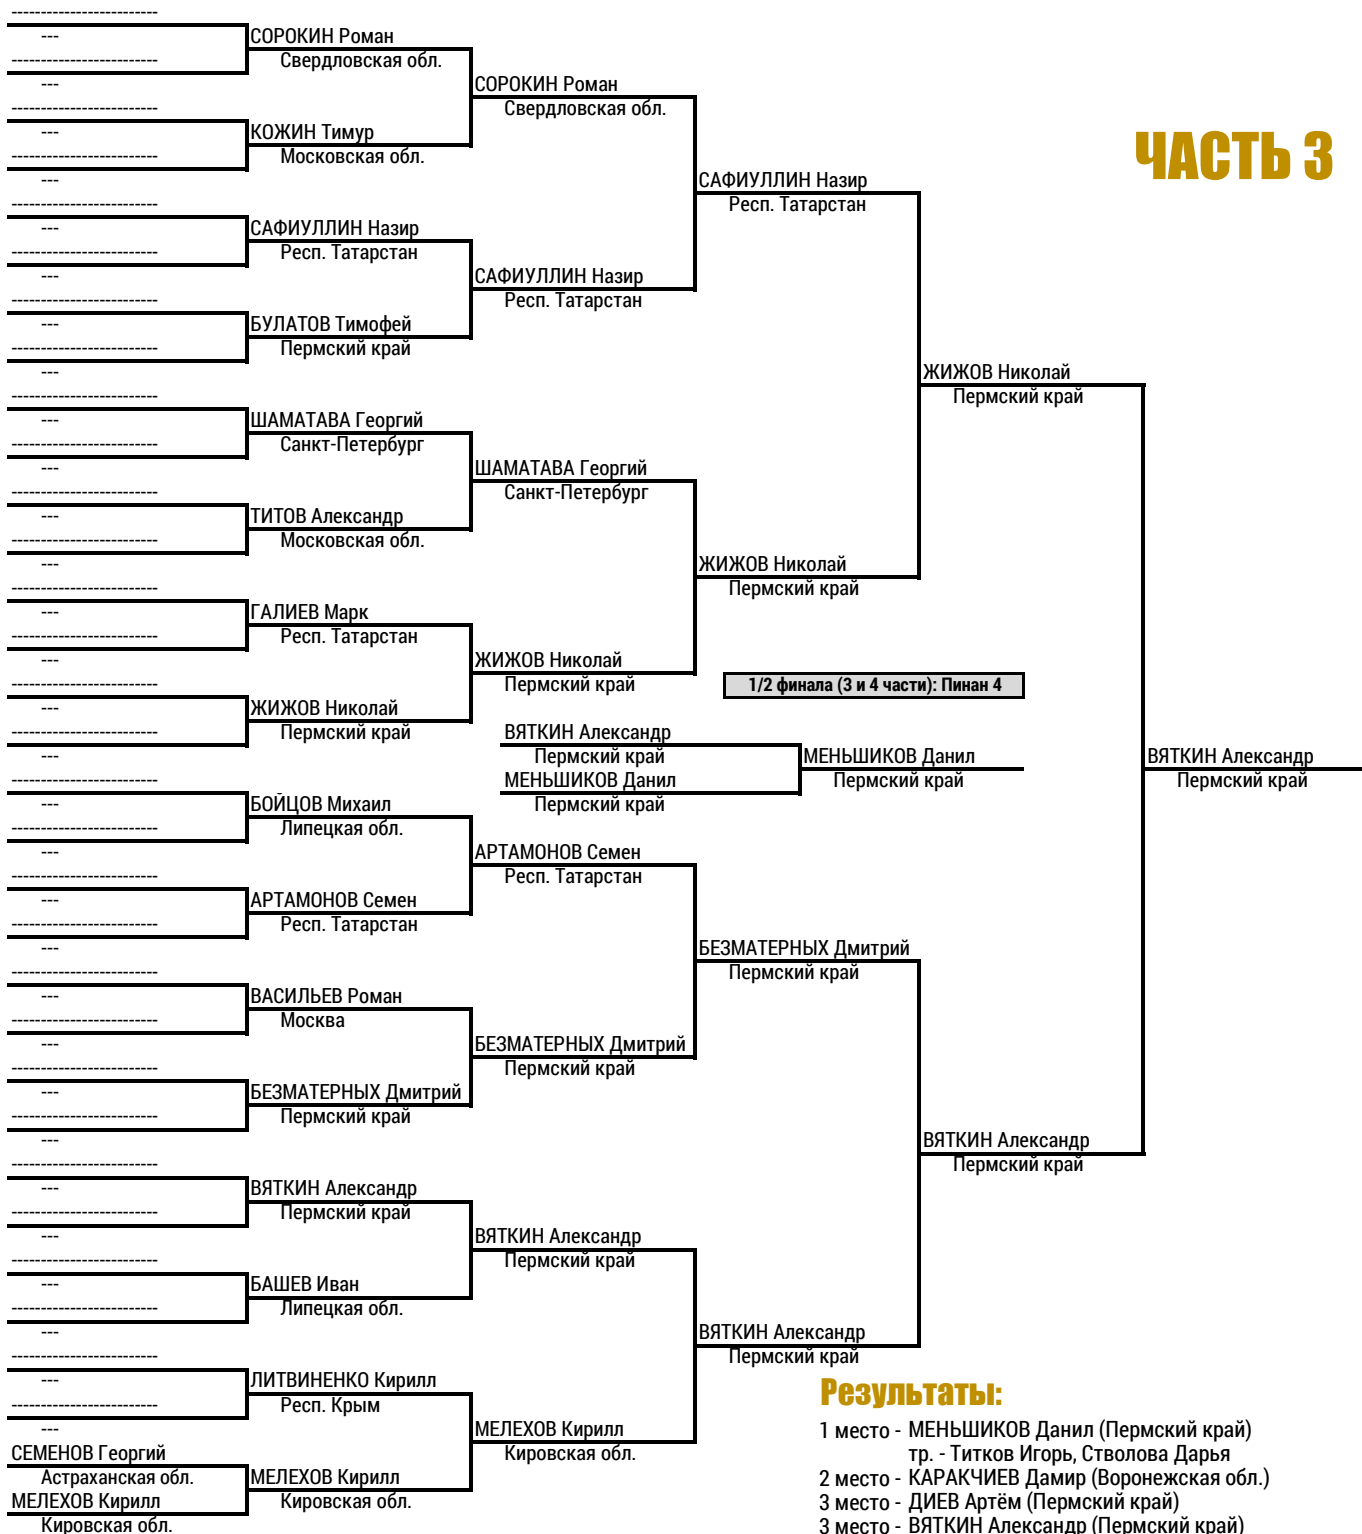 -------------------------
---
-------------------------
---
СОРОКИН Роман
Свердловская обл.
-------------------------
---
-------------------------
---
КОЖИН Тимур
Московская обл.
СОРОКИН Роман
Свердловская обл.
ЧАСТЬ 3
-------------------------
---
-------------------------
---
САФИУЛЛИН Назир
Респ. Татарстан
-------------------------
---
-------------------------
---
БУЛАТОВ Тимофей
Пермский край
САФИУЛЛИН Назир
Респ. Татарстан
САФИУЛЛИН Назир
Респ. Татарстан
-------------------------
---
-------------------------
---
ШАМАТАВА Георгий
Санкт-Петербург
-------------------------
---
-------------------------
---
ТИТОВ Александр
Московская обл.
ШАМАТАВА Георгий
Санкт-Петербург
-------------------------
---
-------------------------
---
ГАЛИЕВ Марк
Респ. Татарстан
-------------------------
---
-------------------------
---
ЖИЖОВ Николай
Пермский край
ЖИЖОВ Николай
Пермский край
ЖИЖОВ Николай
Пермский край
ЖИЖОВ Николай
Пермский край
1/2 финала (3 и 4 части): Пинан 4
ВЯТКИН Александр
Пермский край
МЕНЬШИКОВ Данил
Пермский край
МЕНЬШИКОВ Данил
Пермский край
ВЯТКИН Александр
Пермский край
-------------------------
---
-------------------------
---
БОЙЦОВ Михаил
Липецкая обл.
-------------------------
---
-------------------------
---
АРТАМОНОВ Семен
Респ. Татарстан
АРТАМОНОВ Семен
Респ. Татарстан
-------------------------
---
-------------------------
---
ВАСИЛЬЕВ Роман
Москва
-------------------------
---
-------------------------
---
БЕЗМАТЕРНЫХ Дмитрий
Пермский край
БЕЗМАТЕРНЫХ Дмитрий
Пермский край
БЕЗМАТЕРНЫХ Дмитрий
Пермский край
-------------------------
---
-------------------------
---
ВЯТКИН Александр
Пермский край
-------------------------
---
-------------------------
---
БАШЕВ Иван
Липецкая обл.
ВЯТКИН Александр
Пермский край
-------------------------
---
-------------------------
---
ЛИТВИНЕНКО Кирилл
Респ. Крым
СЕМЕНОВ Георгий
Астраханская обл.
МЕЛЕХОВ Кирилл
Кировская обл.
МЕЛЕХОВ Кирилл
Кировская обл.
МЕЛЕХОВ Кирилл
Кировская обл.
ВЯТКИН Александр
Пермский край
ВЯТКИН Александр
Пермский край
Результаты:
1 место - МЕНЬШИКОВ Данил (Пермский край)
тр. - Титков Игорь, Стволова Дарья
2 место - КАРАКЧИЕВ Дамир (Воронежская обл.)
3 место - ДИЕВ Артём (Пермский край)
3 место - ВЯТКИН Александр (Пермский край)